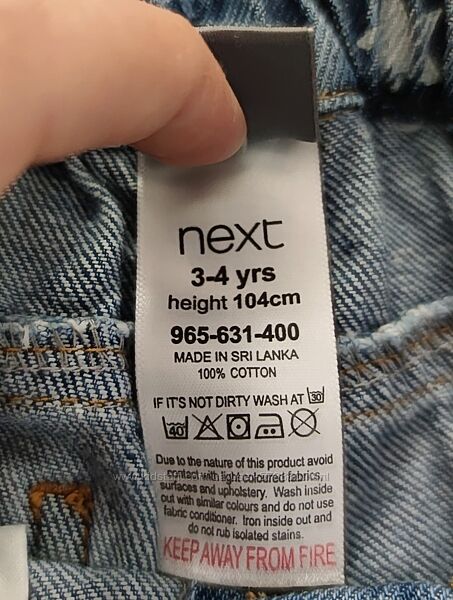 next
3-4 yrs
height 104cm
965-631-400
MADE IN SRI LANKA
100% COTTON
IF IT'S NOT DIRTY WASH AT 30
40
Due to the nature of this product avoid
contact with light coloured fabrics,
surfaces and upholstery. Wash inside
out with similar colours and do not use
fabric conditioner. Iron inside out and
do not rub isolated stains.
KEEP AWAY FROM FIRE